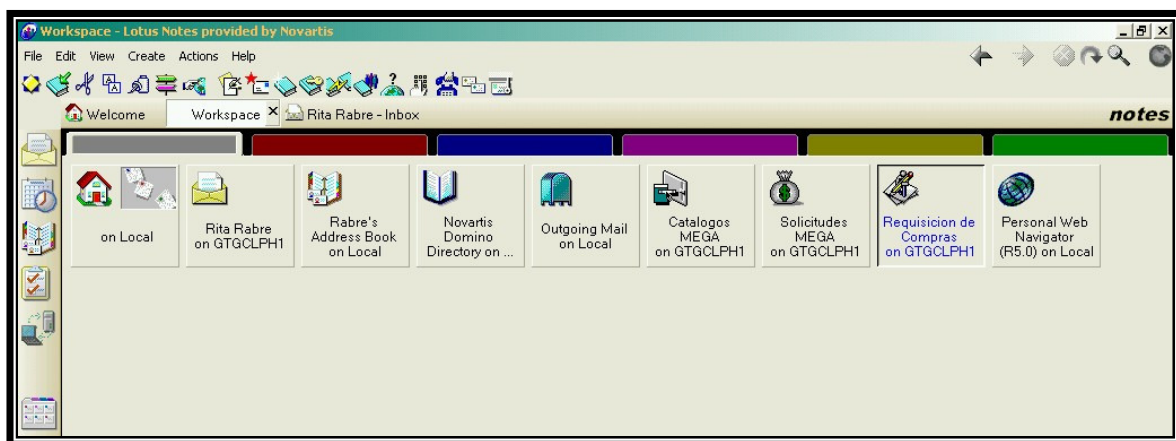 Workspace - Lotus Notes provided by Novartis
File Edit View Create Actions Help
Welcome Workspace Rita Rabre - Inbox notes
on Local
Rita Rabre
on GTGCLPH1
Rabre's
Address Book
on Local
Novartis
Domino
Directory on ...
Outgoing Mail
on Local
Catalogos
MEGA
on GTGCLPH1
Solicitudes
MEGA
on GTGCLPH1
Requisicion de
Compras
on GTGCLPH1
Personal Web
Navigator
(R5.0) on Local